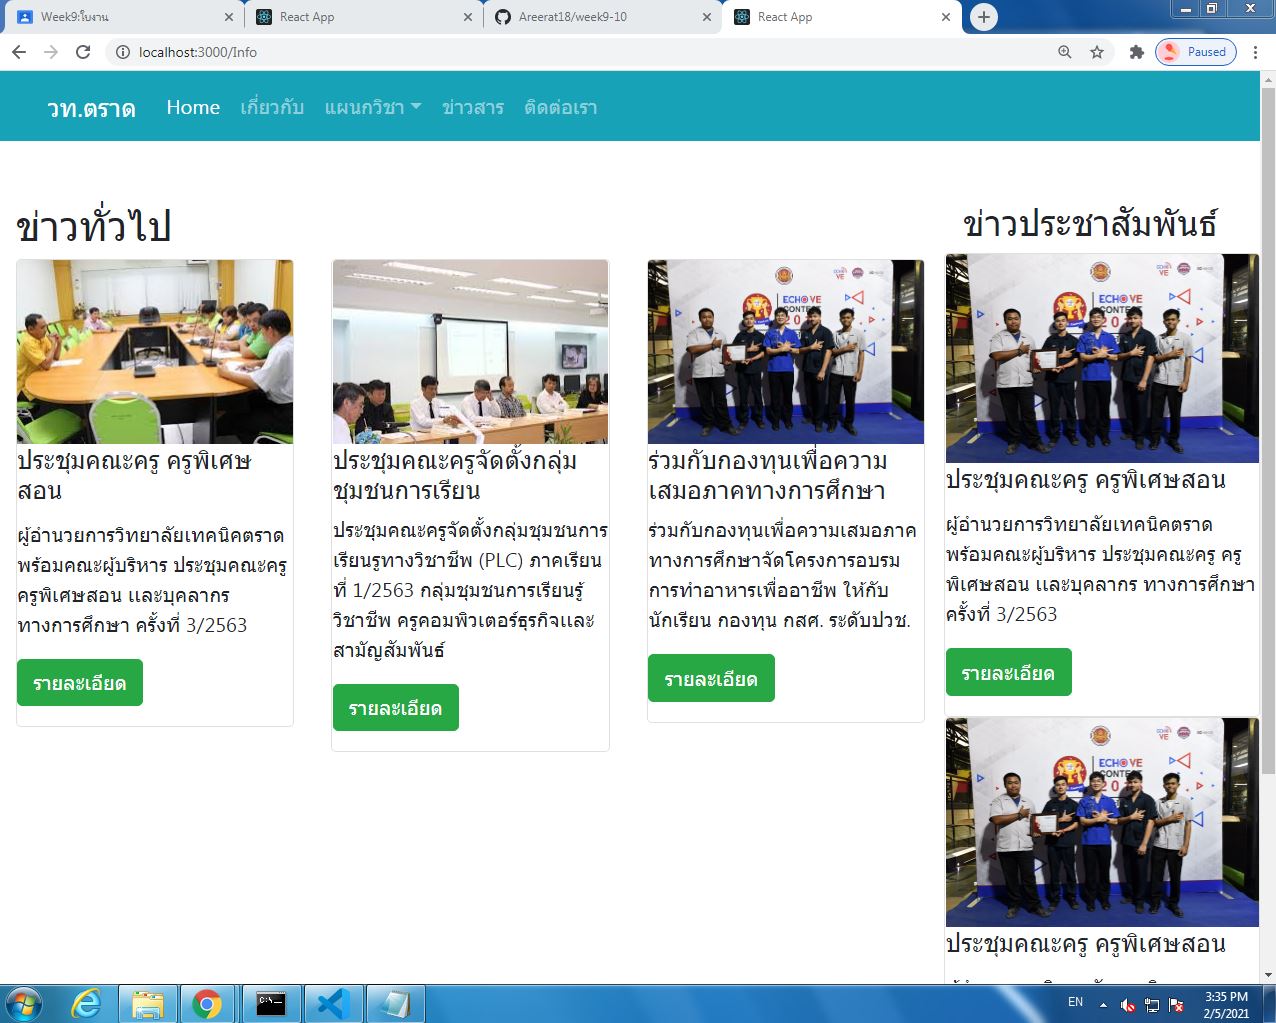 Week9:ใบงาน
React App
Areerat18/week9-10
React App
localhost:3000/Info
Paused
วท.ตราด
Home
เกี่ยวกับ
แผนกวิชา
ข่าวสาร
ติดต่อเรา
ข่าวทั่วไป
ประชุมคณะครู ครูพิเศษ
สอน
ผู้อำนวยการวิทยาลัยเทคนิคตราด
พร้อมคณะผู้บริหาร ประชุมคณะครู
ครูพิเศษสอน และบุคลากร
ทางการศึกษา ครั้งที่ 3/2563
รายละเอียด
ประชุมคณะครูจัดตั้งกลุ่ม
ชุมชนการเรียน
ประชุมคณะครูจัดตั้งกลุ่มชุมชนการ
เรียนรูทางวิชาชีพ (PLC) ภาคเรียน
ที่ 1/2563 กลุ่มชุมชนการเรียนรู้
วิชาชีพ ครูคอมพิวเตอร์ธุรกิจและ
สามัญสัมพันธ์
รายละเอียด
ECHOVE
CONTEST
ร่วมกับกองทุนเพื่อความ
เสมอภาคทางการศึกษา
ร่วมกับกองทุนเพื่อความเสมอภาค
ทางการศึกษาจัดโครงการอบรม
การทำอาหารเพื่ออาชีพ ให้กับ
นักเรียน กองทุน กสศ. ระดับปวช.
รายละเอียด
ข่าวประชาสัมพันธ์
ECHOVE
CONTEST
ประชุมคณะครู ครูพิเศษสอน
ผู้อำนวยการวิทยาลัยเทคนิคตราด
พร้อมคณะผู้บริหาร ประชุมคณะครู ครู
พิเศษสอน และบุคลากร ทางการศึกษา
ครั้งที่ 3/2563
รายละเอียด
ECHOVE
CONTEST
ประชุมคณะครู ครูพิเศษสอน
EN
3:35 PM
2/5/2021